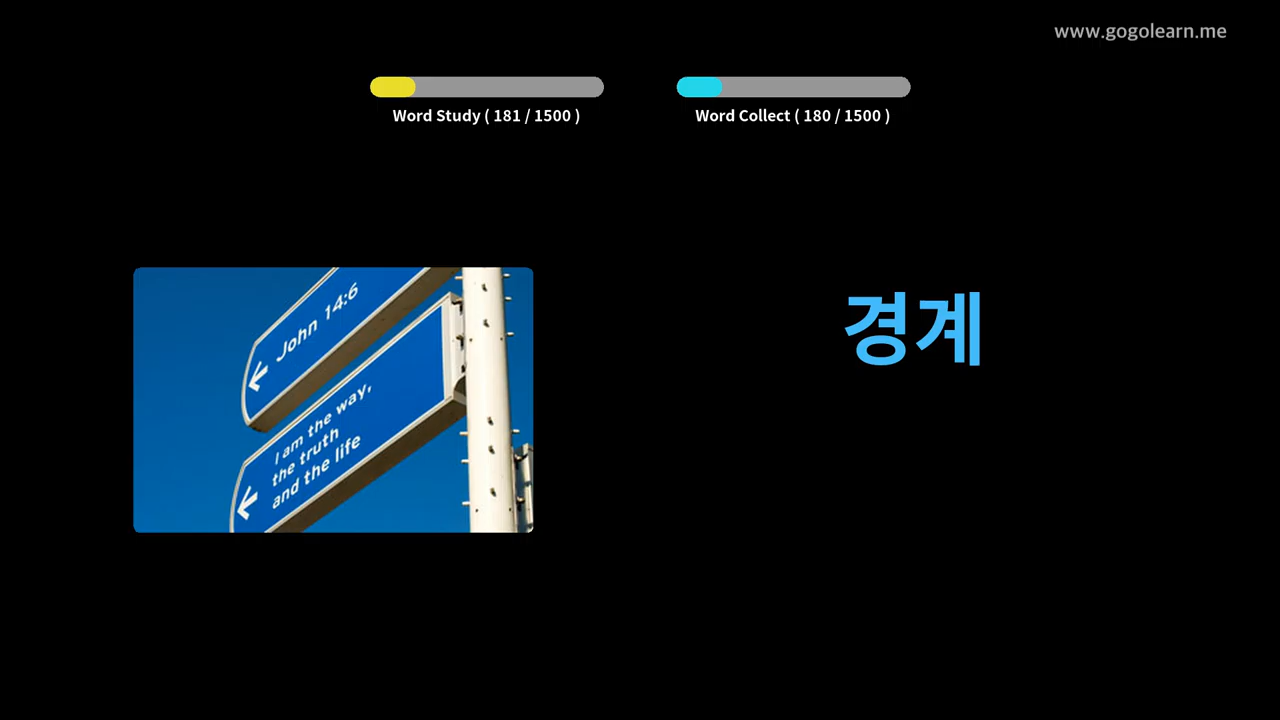 www.gogolearn.me
Word Study ( 181 / 1500 )
Word Collect ( 180 / 1500 )
John 14:6
I am the way,
the truth
and the life
경계